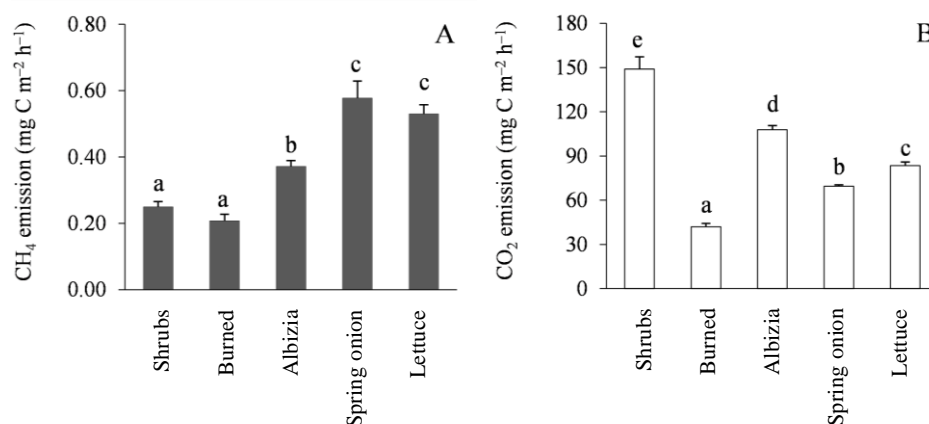 CH₄ emission (mg C m⁻² h⁻¹)
0.80
0.60
0.40
0.20
0.00
A
a
a
b
c
c
Shrubs
Burned
Albizia
Spring onion
Lettuce
CO₂ emission (mg C m⁻² h⁻¹)
180
150
120
90
60
30
0
B
e
a
d
b
c
Shrubs
Burned
Albizia
Spring onion
Lettuce